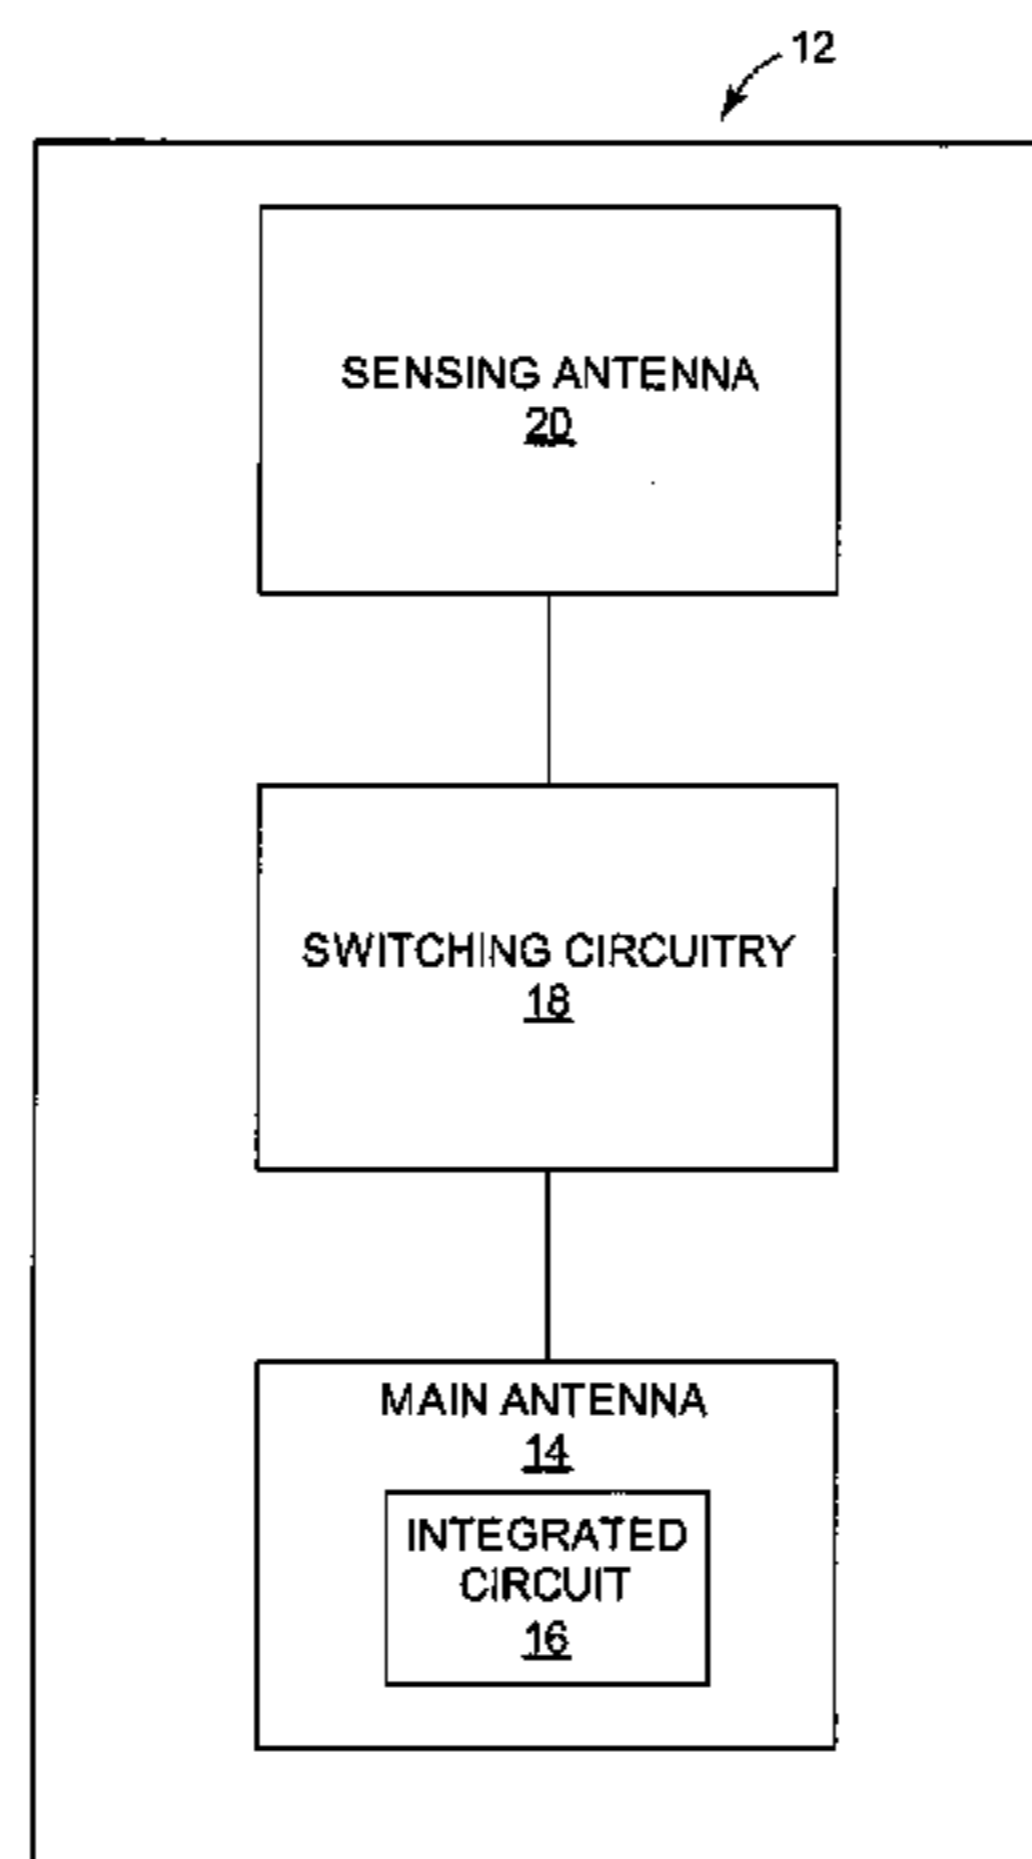 12
SENSING ANTENNA
20
SWITCHING CIRCUITRY
18
MAIN ANTENNA
14
INTEGRATED
CIRCUIT
16